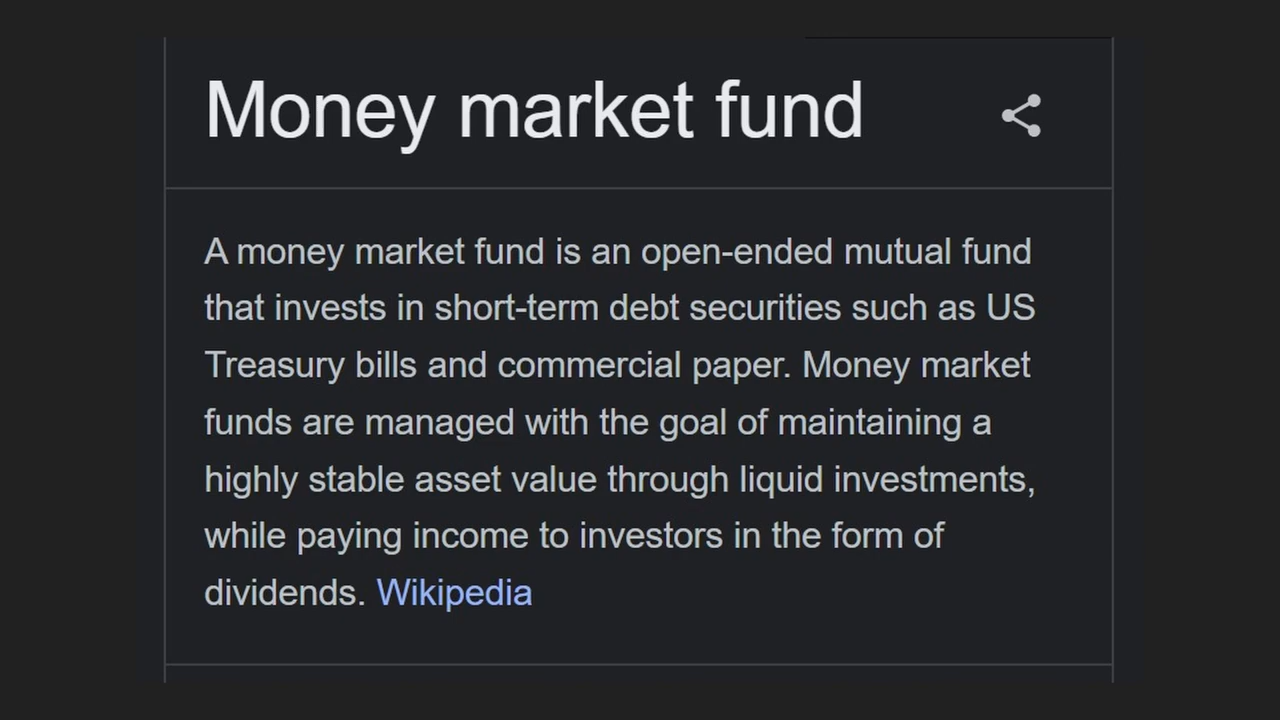 Money market fund
A money market fund is an open-ended mutual fund
that invests in short-term debt securities such as US
Treasury bills and commercial paper. Money market
funds are managed with the goal of maintaining a
highly stable asset value through liquid investments,
while paying income to investors in the form of
dividends. Wikipedia